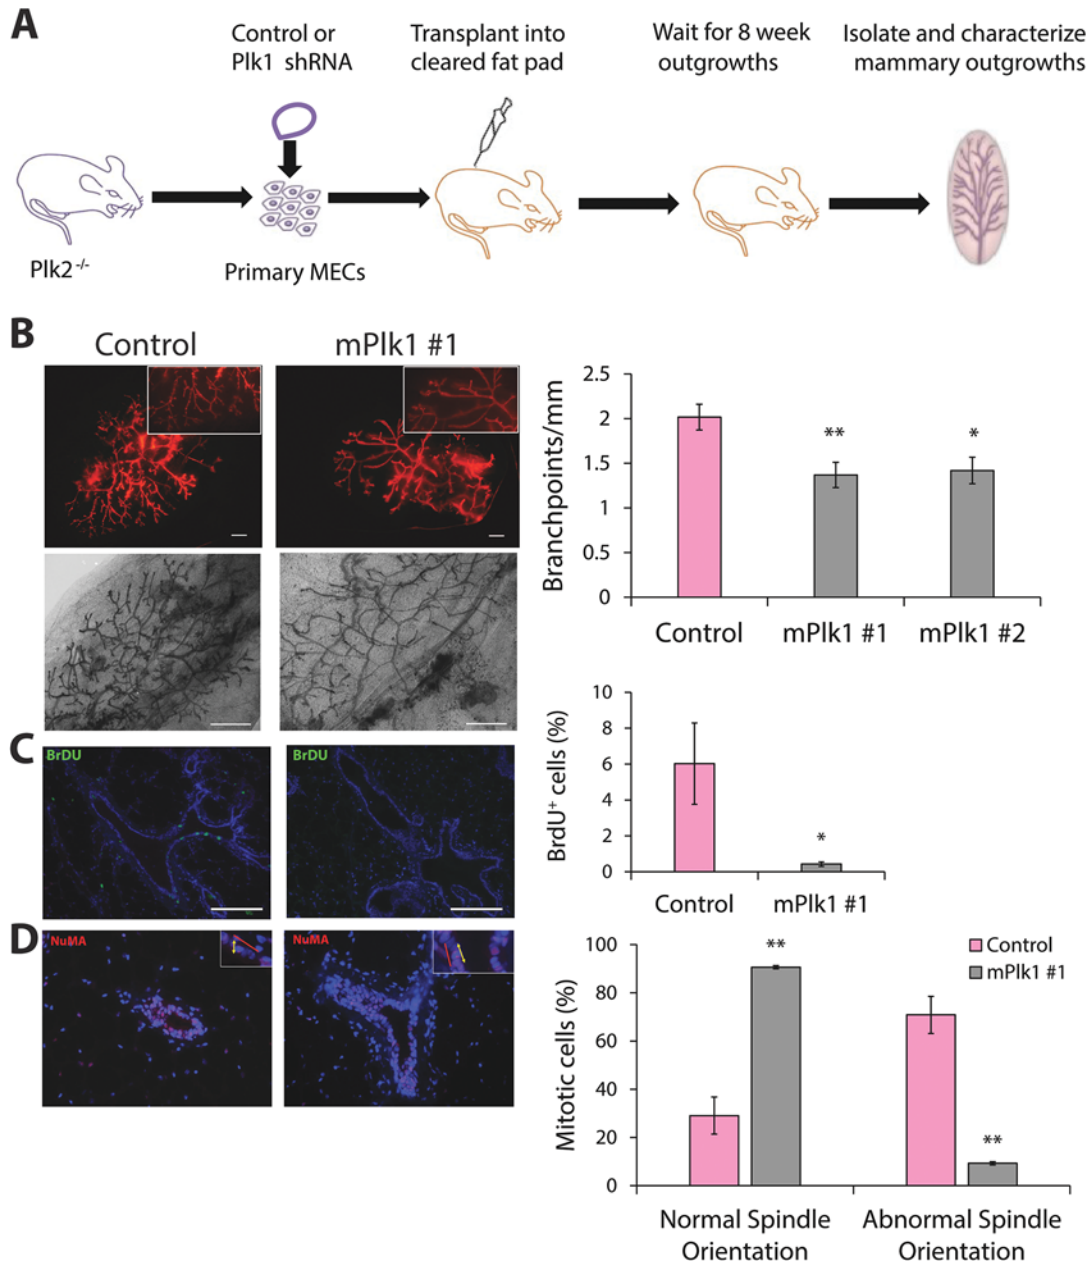 A
Control or
Plk1 shRNA
Transplant into
cleared fat pad
Wait for 8 week
outgrowths
Isolate and characterize
mammary outgrowths
Plk2-/-
Primary MECs
B
Control
mPlk1 #1
Branchpoints/mm
2.5
2
1.5
1
0.5
0
**
*
Control
mPlk1 #1
mPlk1 #2
C
BrDU
BrDU
BrdU+ cells (%)
10
8
6
4
2
0
*
Control
mPlk1 #1
D
NuMA
NuMA
Mitotic cells (%)
100
80
60
40
20
0
**
**
Control
mPlk1 #1
Normal Spindle
Orientation
Abnormal Spindle
Orientation